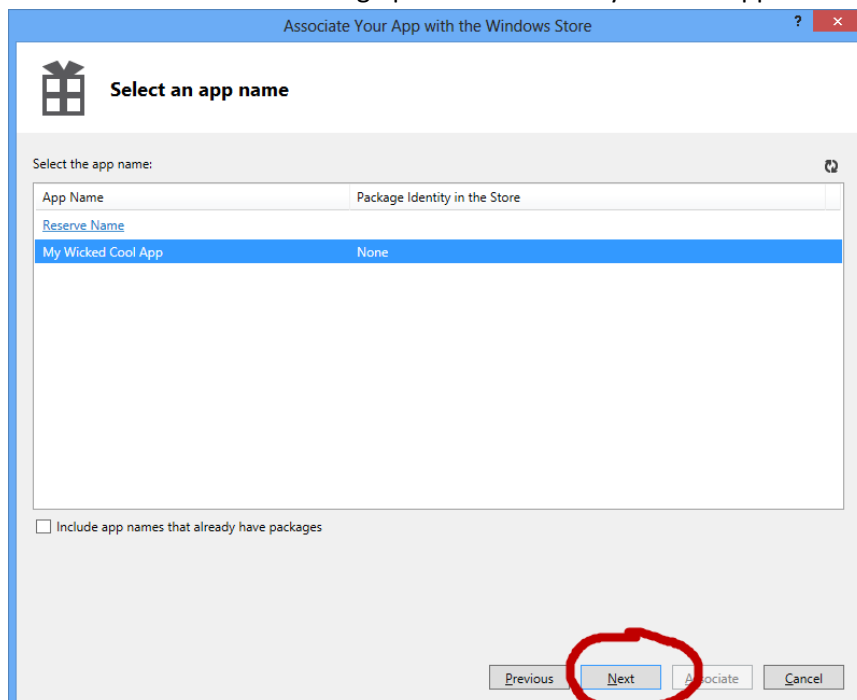 Associate Your App with the Windows Store ? ×
Select an app name
Select the app name:
App Name Package Identity in the Store
Reserve Name
My Wicked Cool App None
Include app names that already have packages
Previous Next Associate Cancel